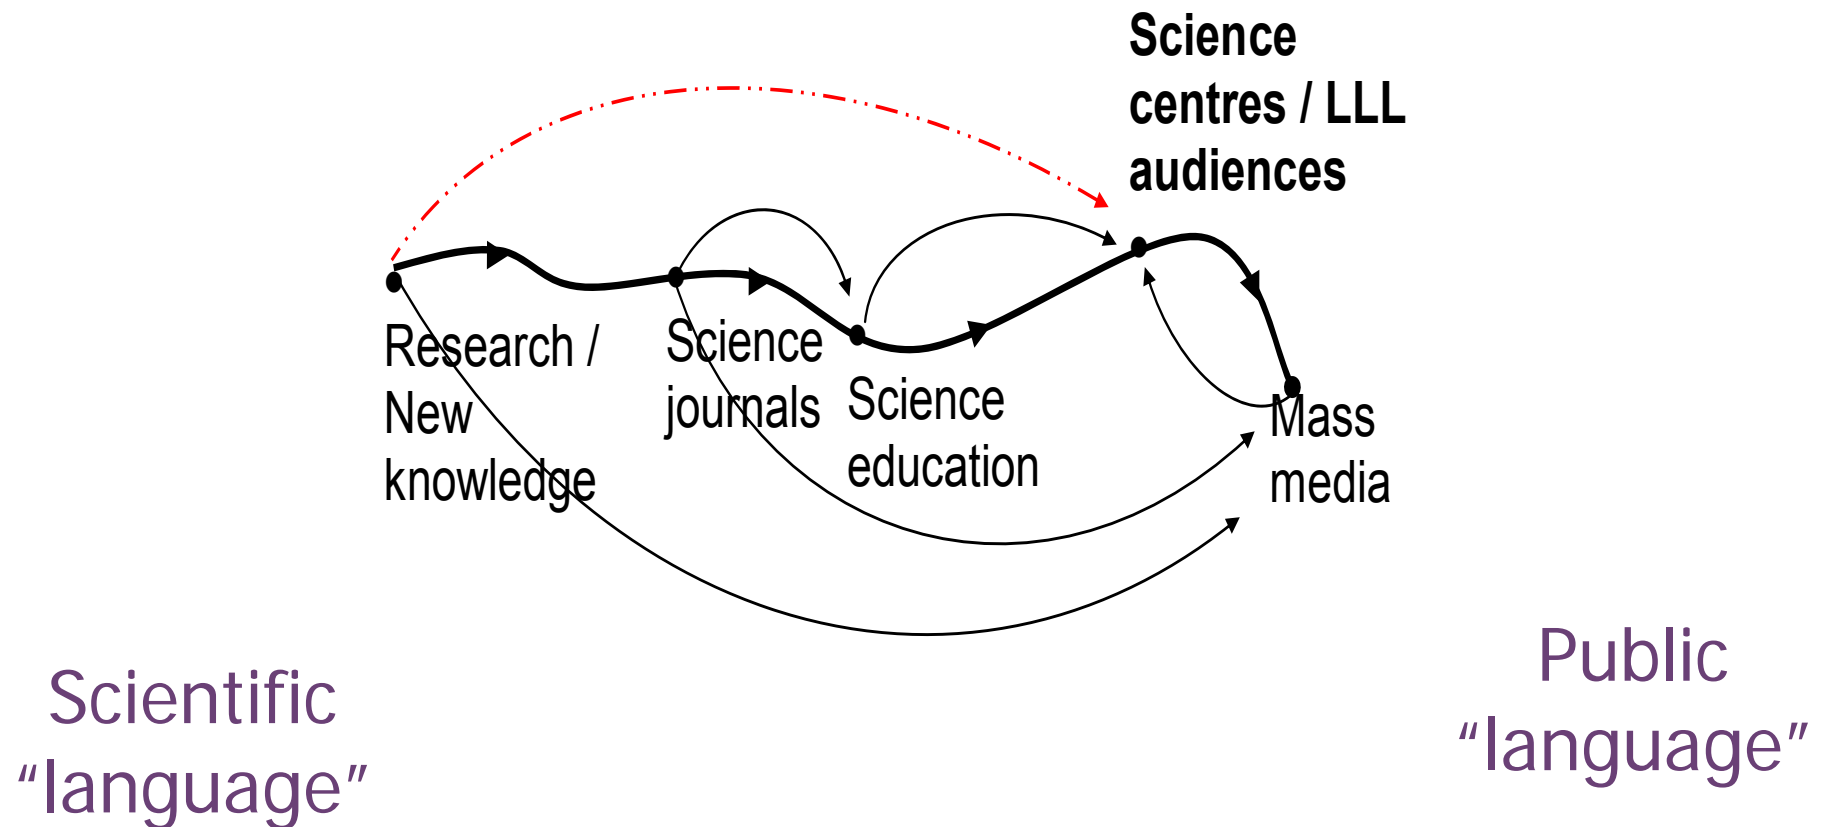 Science
centres / LLL
audiences
Research /
New
knowledge
Science
journals
Science
education
Mass
media
Scientific
“language”
Public
“language”